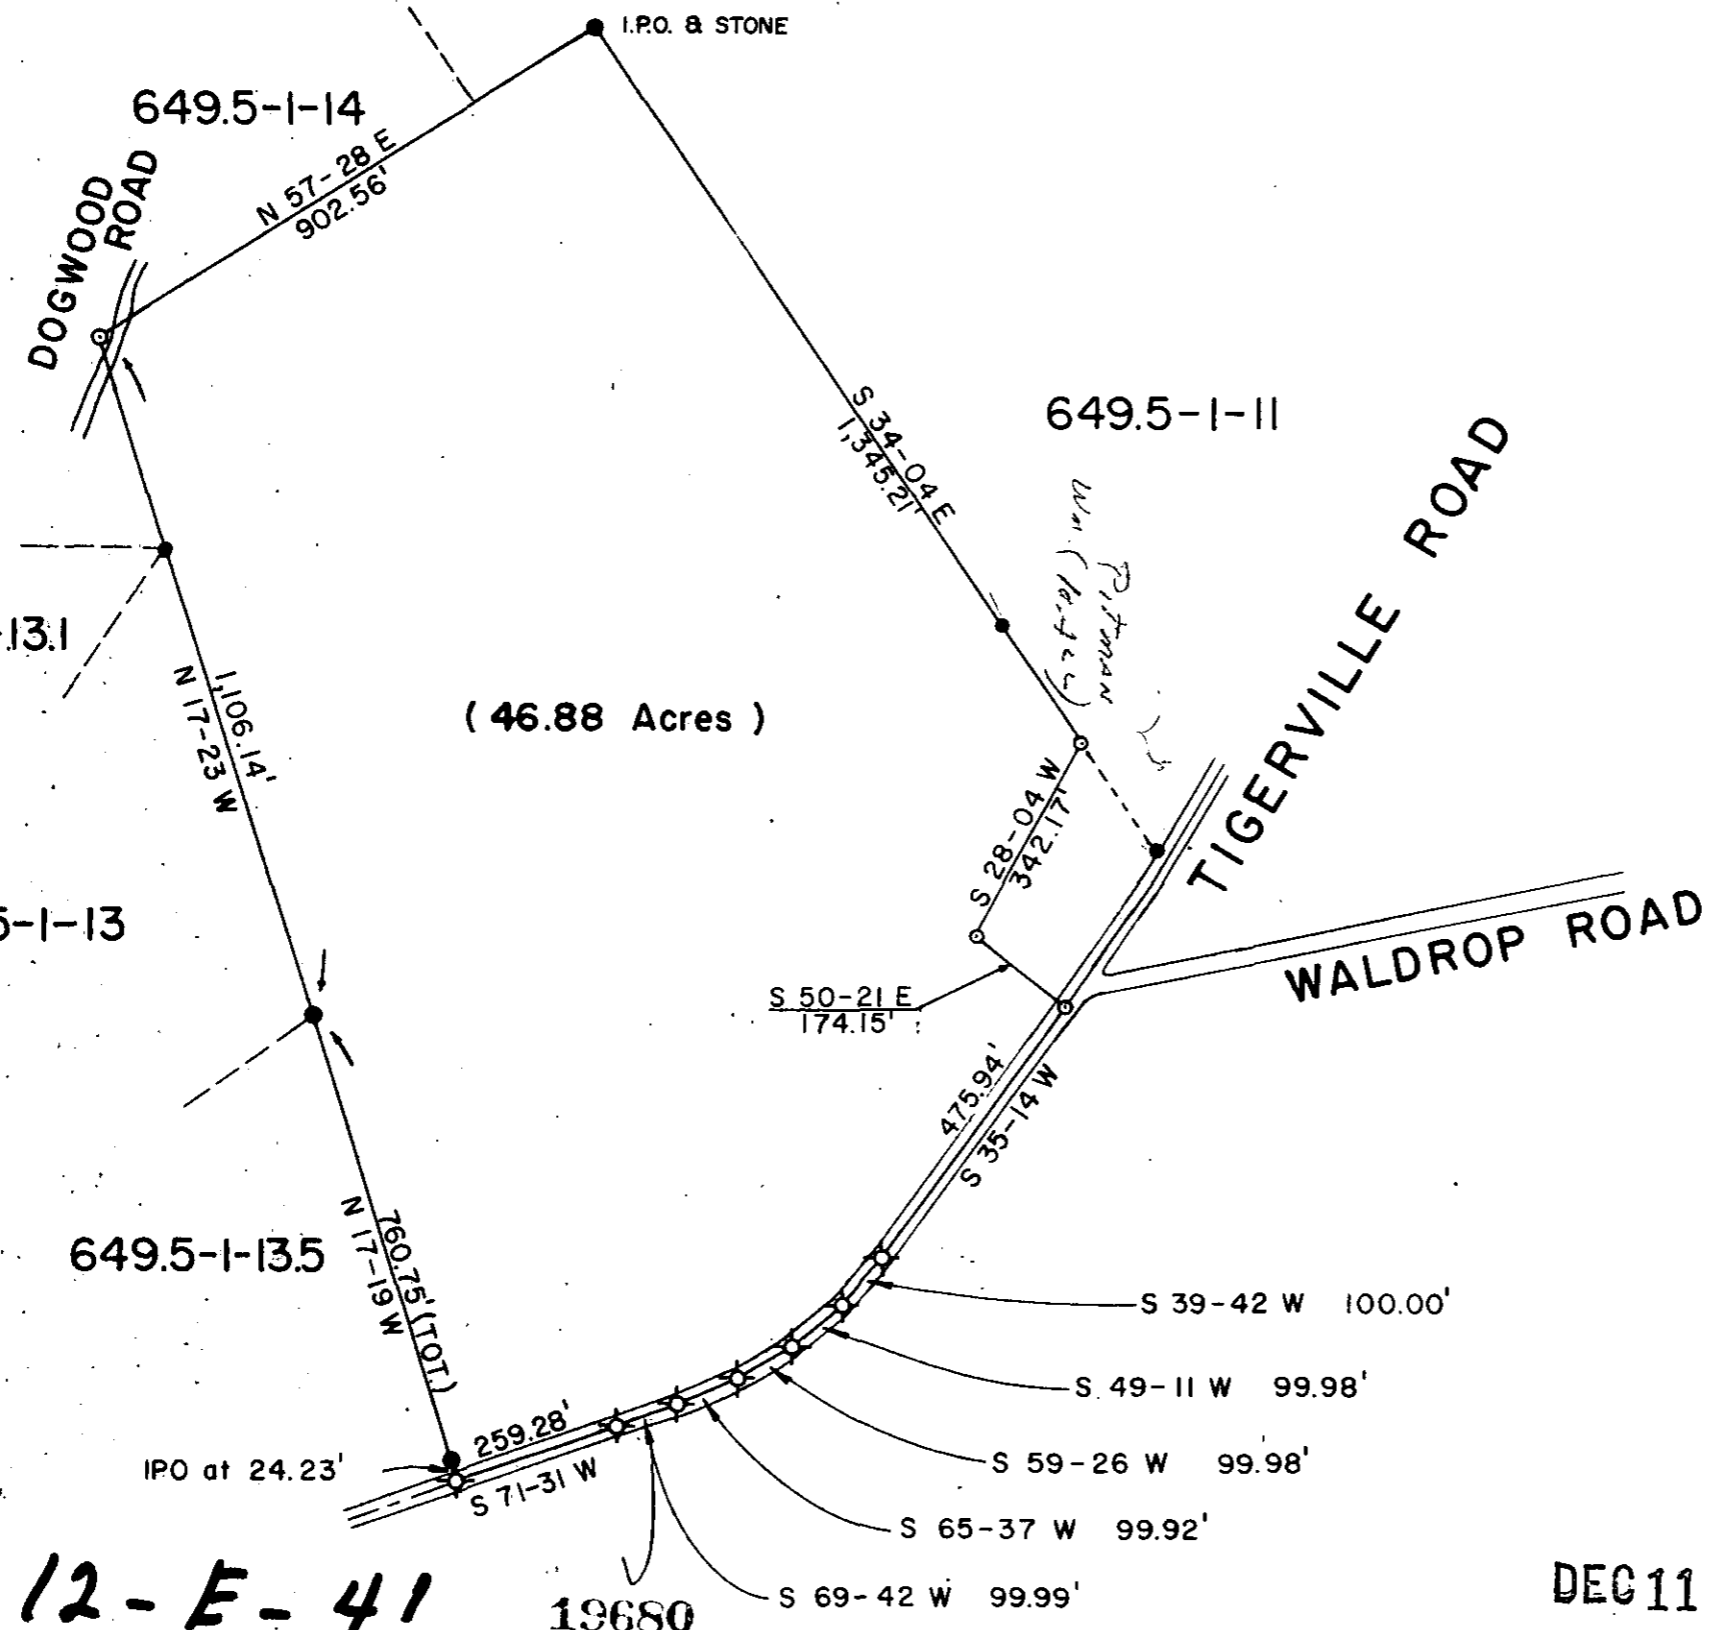 I.P.O. & STONE
649.5-1-14
N 57-28 E
902.56'
DOGWOOD
ROAD
S 34-04 E
1,345.21'
649.5-1-11
Pittman
TIGERVILLE ROAD
13.1
1,106.14'
N 17-23 W
( 46.88 Acres )
S 28-04 W
342.17'
5-1-13
WALDROP ROAD
S 50-21 E
174.15'
475.94'
S 35-14 W
649.5-1-13.5
760.75' (TOT.)
N 17-19 W
S 39-42 W 100.00'
S 49-11 W 99.98'
259.28'
S 71-31 W
IPO at 24.23'
S 59-26 W 99.98'
S 65-37 W 99.92'
S 69-42 W 99.99'
12-E-41
19680
DEC 11